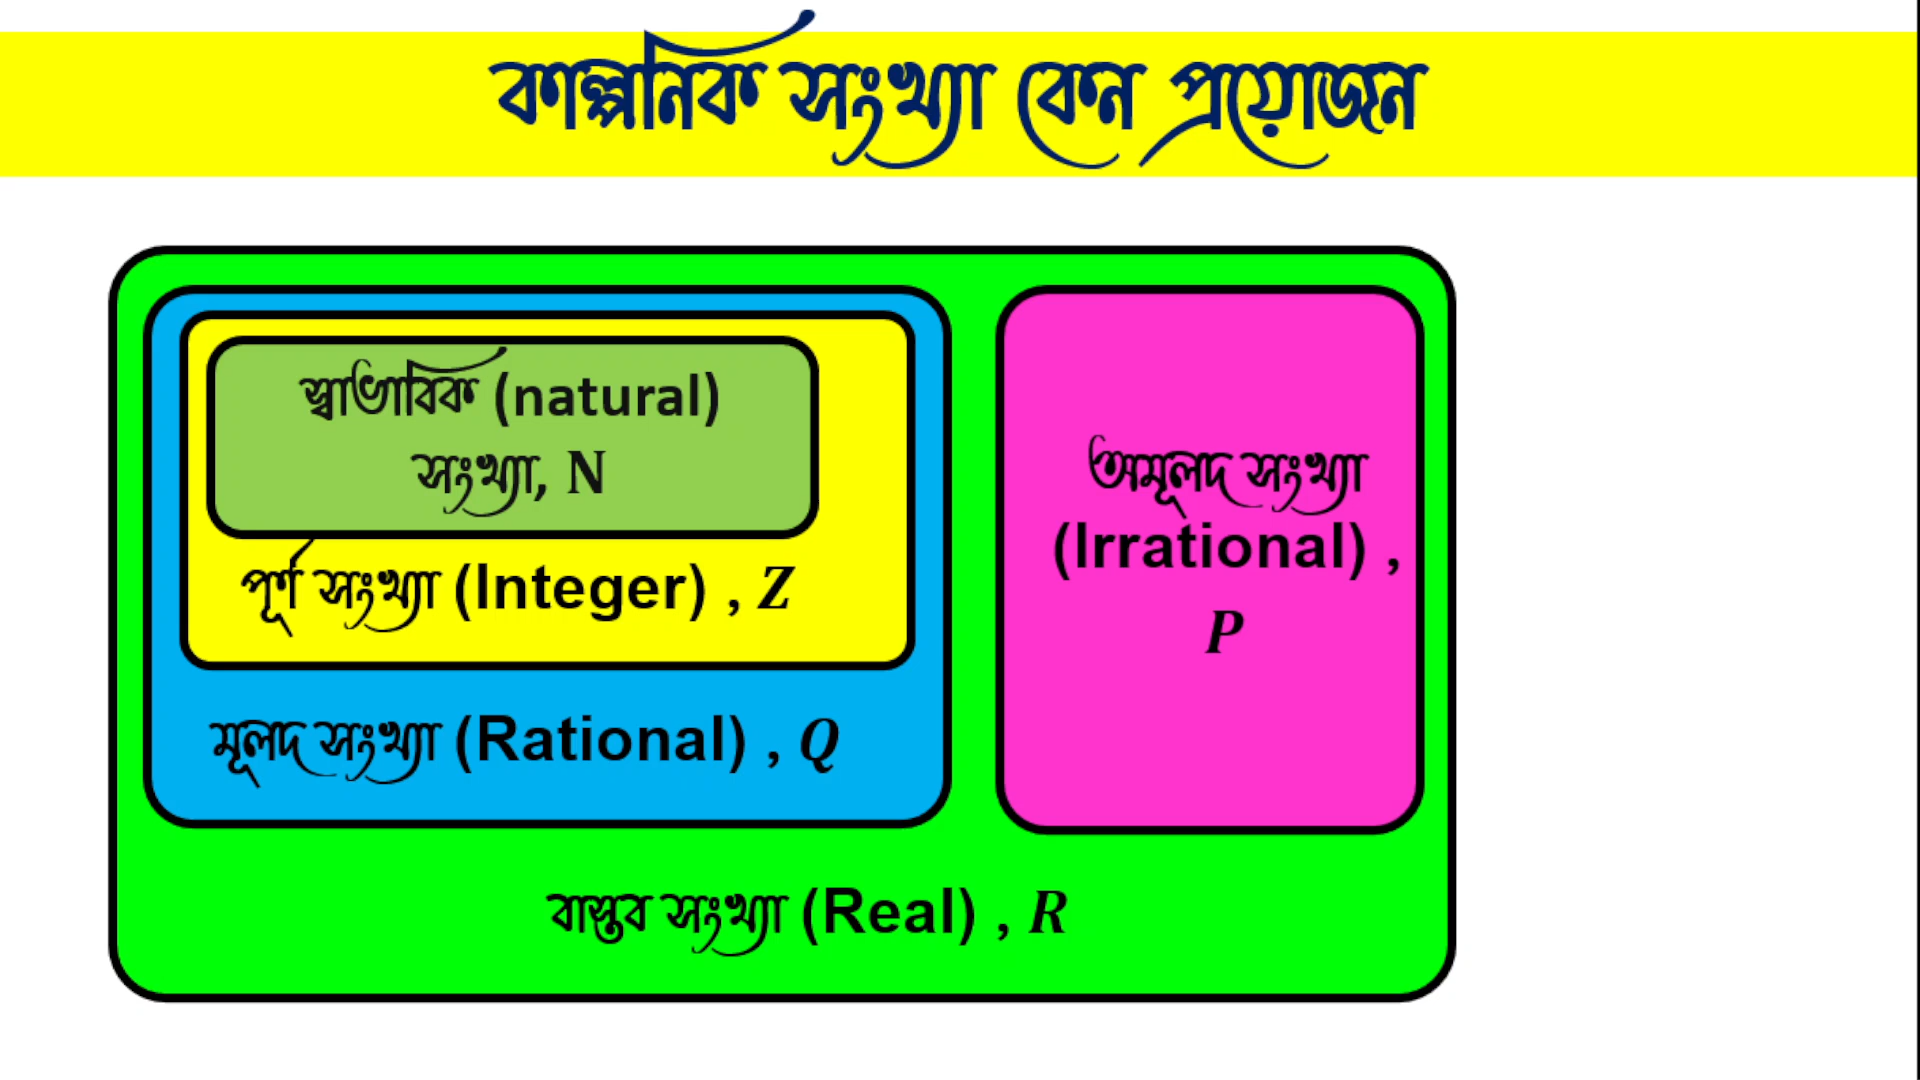 কাল্পনিক সংখ্যা কেন প্রয়োজন
স্বাভাবিক (natural)
সংখ্যা, N
পূর্ণ সংখ্যা (Integer) , Z
মূলদ সংখ্যা (Rational) , Q
অমূলদ সংখ্যা
(Irrational) ,
P
বাস্তব সংখ্যা (Real) , R